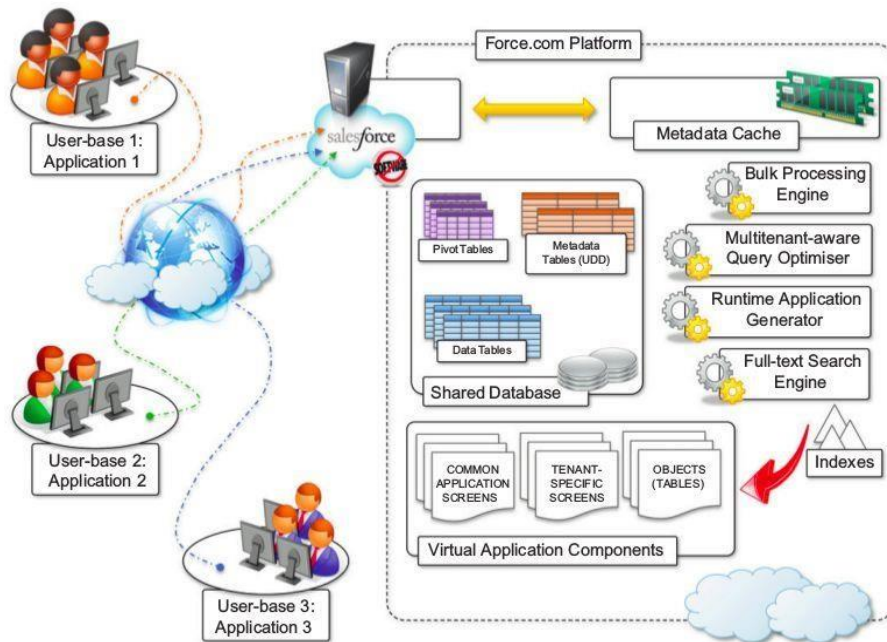 Force.com Platform
User-base 1:
Application 1
salesforce
SOFTWARE
Metadata Cache
Bulk Processing
Engine
Pivot Tables
Metadata
Tables (UDD)
Multitenant-aware
Query Optimiser
Runtime Application
Generator
Data Tables
Full-text Search
Engine
Shared Database
User-base 2:
Application 2
COMMON
APPLICATION
SCREENS
TENANT-
SPECIFIC
SCREENS
OBJECTS
(TABLES)
Indexes
Virtual Application Components
User-base 3:
Application 3